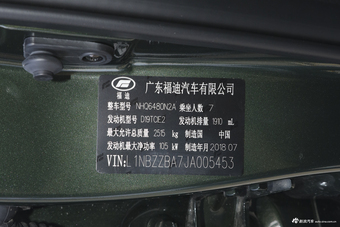 广东福迪汽车有限公司
福迪
整车型号 NHQ6480N2A 乘坐人数 7
发动机型号 D19TCIE2 发动机排量 1910 mL
最大允许总质量 2515 kg 制造国 中国
发动机最大净功率 105 kW 制造年月 2018.07
VIN: L1NBZZBA7JA005453